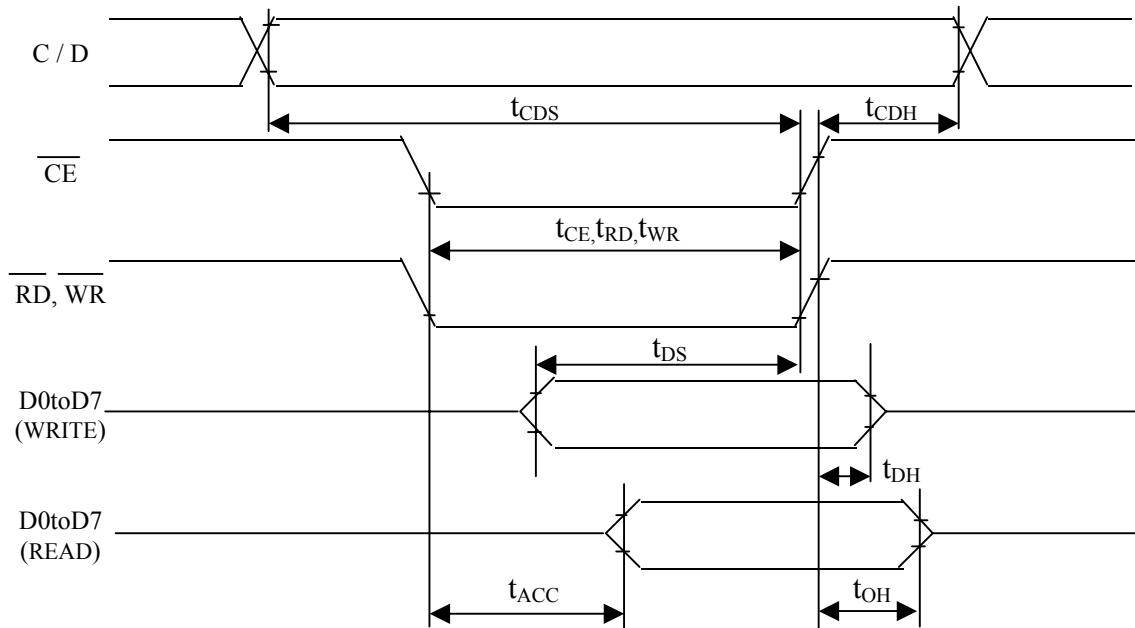 C / D
tCDS
tCDH
CE
tCE,tRD,tWR
RD, WR
tDS
D0toD7
(WRITE)
tDH
D0toD7
(READ)
tACC
tOH